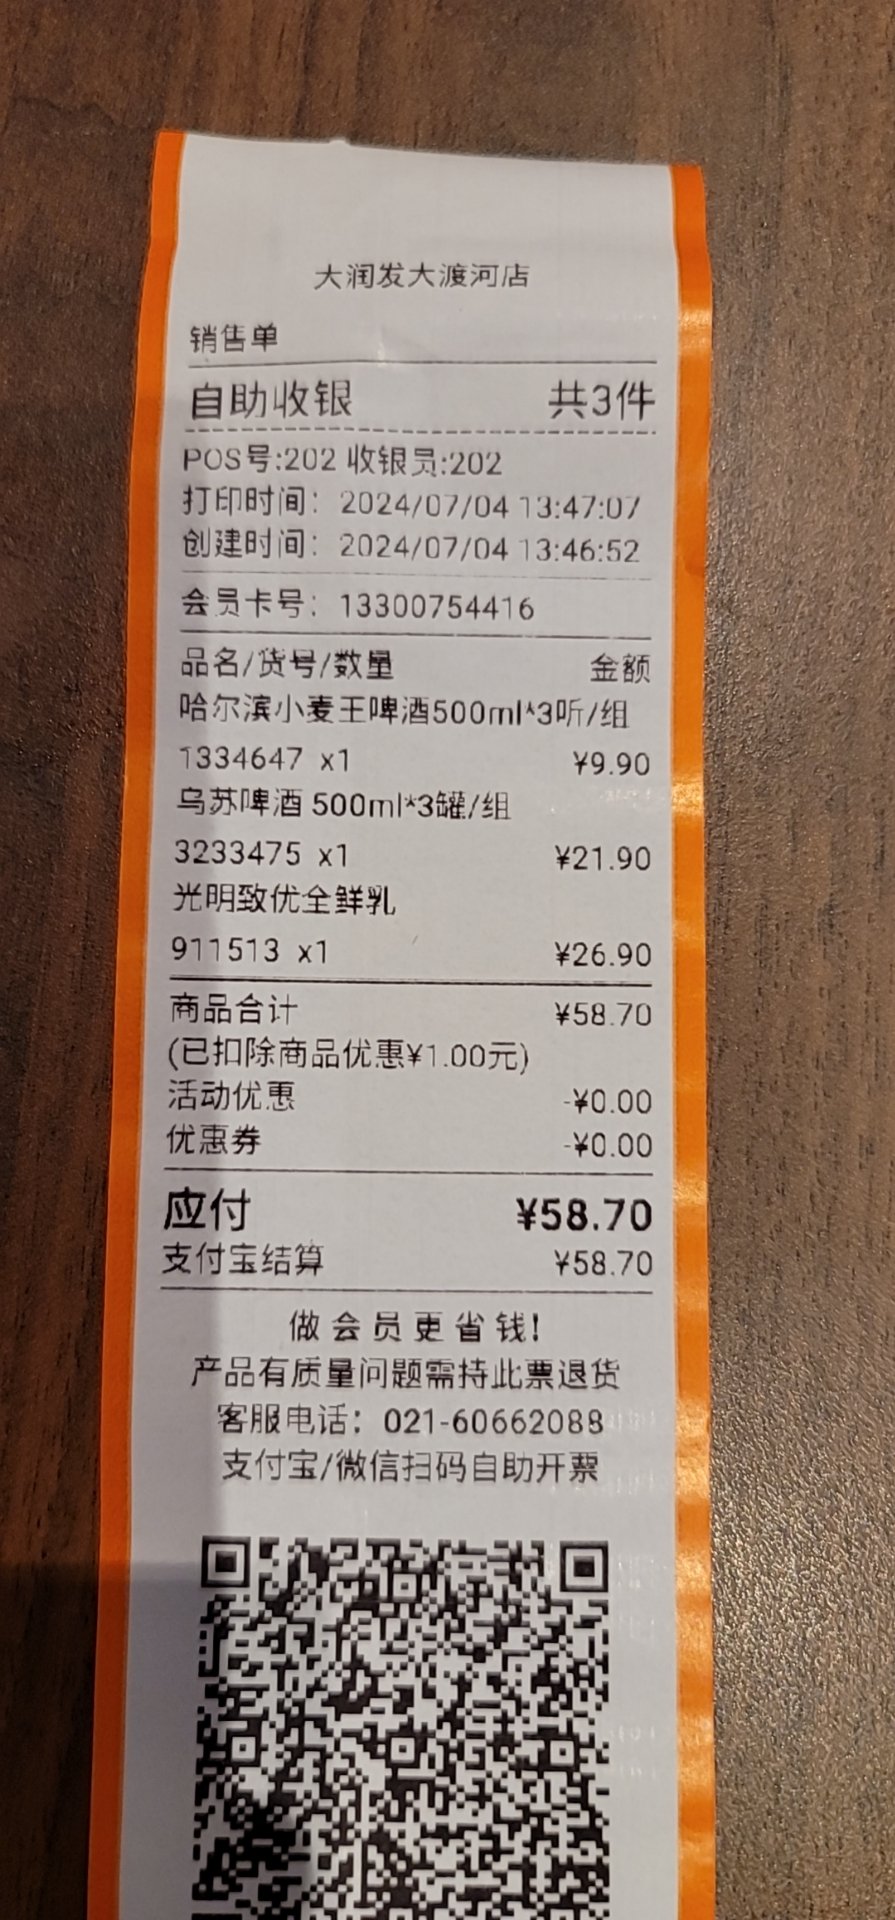 大润发大渡河店
销售单
自助收银 共3件
POS号:202 收银员:202
打印时间：2024/07/04 13:47:07
创建时间：2024/07/04 13:46:52
会员卡号：13300754416
品名/货号/数量 金额
哈尔滨小麦王啤酒500ml*3听/组
1334647 x1 ¥9.90
乌苏啤酒 500ml*3罐/组
3233475 x1 ¥21.90
光明致优全鲜乳
911513 x1 ¥26.90
商品合计 ¥58.70
(已扣除商品优惠¥1.00元)
活动优惠 -¥0.00
优惠券 -¥0.00
应付 ¥58.70
支付宝结算 ¥58.70
做会员更省钱!
产品有质量问题需持此票退货
客服电话：021-60662088
支付宝/微信扫码自助开票